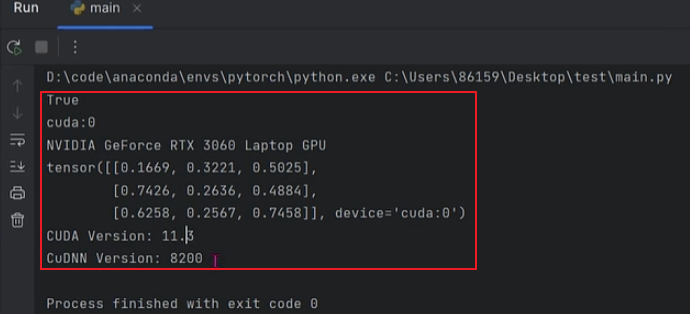 Run
main
D:\code\anaconda\envs\pytorch\python.exe C:\Users\86159\Desktop\test\main.py
True
cuda:0
NVIDIA GeForce RTX 3060 Laptop GPU
tensor([[0.1669, 0.3221, 0.5025],
        [0.7426, 0.2636, 0.4884],
        [0.6258, 0.2567, 0.7458]], device='cuda:0')
CUDA Version: 11.3
CuDNN Version: 8200
Process finished with exit code 0